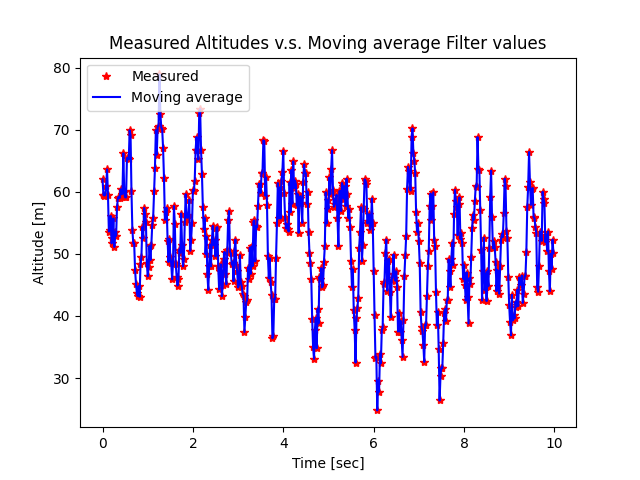 Measured Altitudes v.s. Moving average Filter values
Measured
Moving average
80
70
60
50
40
30
Altitude [m]
0 2 4 6 8 10
Time [sec]